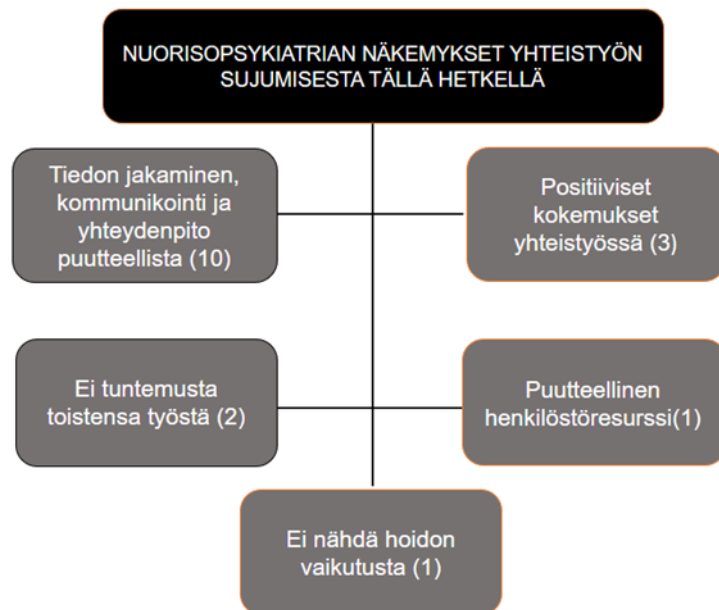 NUORISOPSYKIATRIAN NÄKEMYKSET YHTEISTYÖN
SUJUMISESTA TÄLLÄ HETKELLÄ
Tiedon jakaminen,
kommunikointi ja
yhteydenpito
puutteellista (10)
Positiiviset
kokemukset
yhteistyössä (3)
Ei tuntemusta
toistensa työstä (2)
Puutteellinen
henkilöstöresurssi(1)
Ei nähdä hoidon
vaikutusta (1)